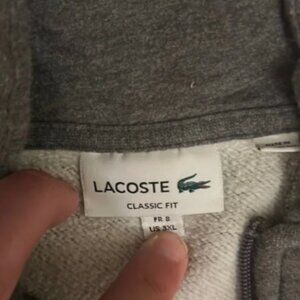 LACOSTE
CLASSIC FIT
FR 8
US 3XL